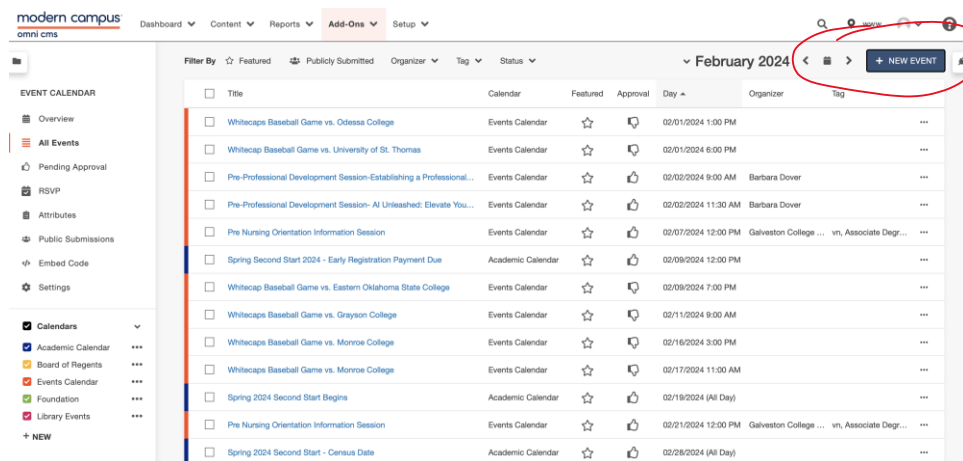 modern campus
omni cms
Dashboard Content Reports Add-Ons Setup www
Filter By Featured Publicly Submitted Organizer Tag Status February 2024 + NEW EVENT
EVENT CALENDAR
Overview
All Events
Pending Approval
RSVP
Attributes
Public Submissions
Embed Code
Settings
Calendars
Academic Calendar
Board of Regents
Events Calendar
Foundation
Library Events
+ NEW
Title Calendar Featured Approval Day Organizer Tag
Whitecaps Baseball Game vs. Odessa College Events Calendar 02/01/2024 1:00 PM
Whitecap Baseball Game vs. University of St. Thomas Events Calendar 02/01/2024 6:00 PM
Pre-Professional Development Session-Establishing a Professional... Events Calendar 02/02/2024 9:00 AM Barbara Dover
Pre-Professional Development Session- AI Unleashed: Elevate You... Events Calendar 02/02/2024 11:30 AM Barbara Dover
Pre Nursing Orientation Information Session Events Calendar 02/07/2024 12:00 PM Galveston College ... vn, Associate Degr...
Spring Second Start 2024 - Early Registration Payment Due Academic Calendar 02/09/2024 12:00 PM
Whitecap Baseball Game vs. Eastern Oklahoma State College Events Calendar 02/09/2024 7:00 PM
Whitecaps Baseball Game vs. Grayson College Events Calendar 02/11/2024 9:00 AM
Whitecaps Baseball Game vs. Monroe College Events Calendar 02/16/2024 3:00 PM
Whitecaps Baseball Game vs. Monroe College Events Calendar 02/17/2024 11:00 AM
Spring 2024 Second Start Begins Academic Calendar 02/19/2024 (All Day)
Pre Nursing Orientation Information Session Events Calendar 02/21/2024 12:00 PM Galveston College ... vn, Associate Degr...
Spring 2024 Second Start - Census Date Academic Calendar 02/28/2024 (All Day)